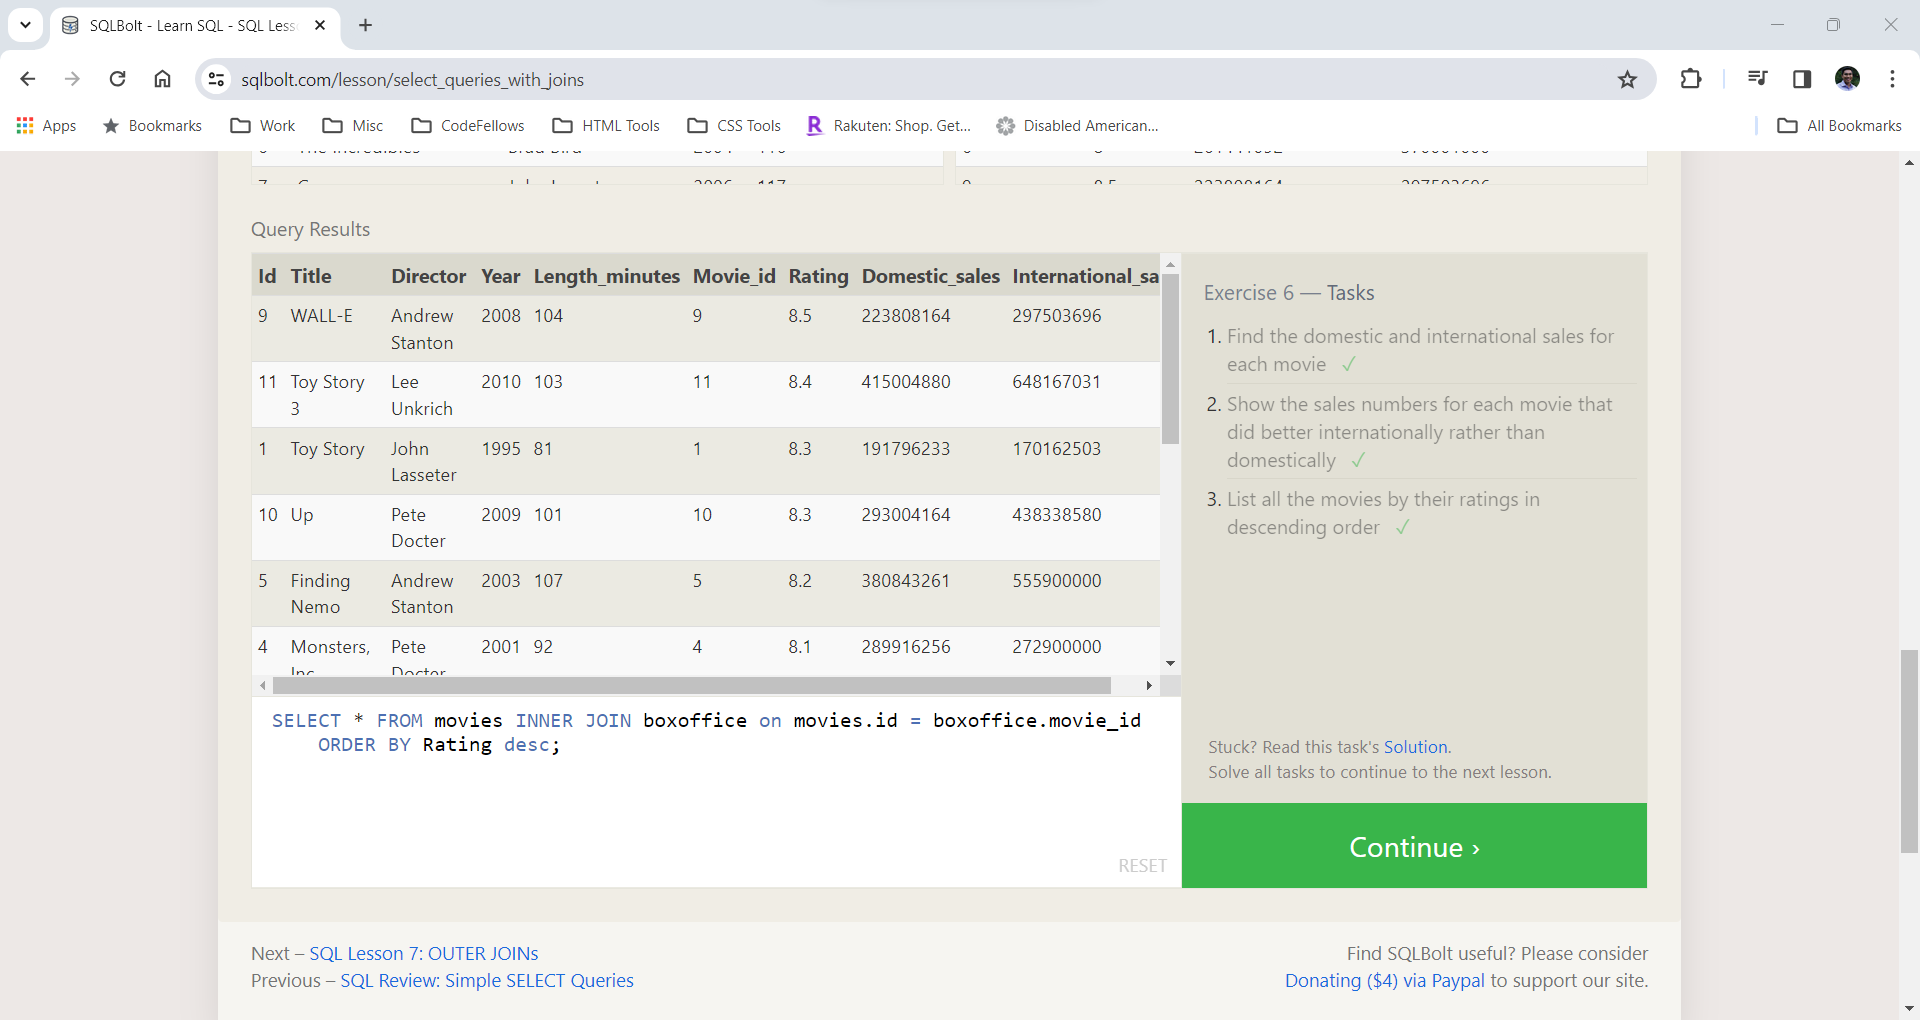 SQLBolt - Learn SQL - SQL Less
sqlbolt.com/lesson/select_queries_with_joins
Apps Bookmarks Work Misc CodeFellows HTML Tools CSS Tools Rakuten: Shop. Get... Disabled American... All Bookmarks
Query Results
Id Title Director Year Length_minutes Movie_id Rating Domestic_sales International_sa
9 WALL-E Andrew Stanton 2008 104 9 8.5 223808164 297503696
11 Toy Story 3 Lee Unkrich 2010 103 11 8.4 415004880 648167031
1 Toy Story John Lasseter 1995 81 1 8.3 191796233 170162503
10 Up Pete Docter 2009 101 10 8.3 293004164 438338580
5 Finding Nemo Andrew Stanton 2003 107 5 8.2 380843261 555900000
4 Monsters, Inc Pete Docter 2001 92 4 8.1 289916256 272900000
SELECT * FROM movies INNER JOIN boxoffice on movies.id = boxoffice.movie_id
ORDER BY Rating desc;
RESET
Exercise 6 — Tasks
1. Find the domestic and international sales for
each movie ✓
2. Show the sales numbers for each movie that
did better internationally rather than
domestically ✓
3. List all the movies by their ratings in
descending order ✓
Stuck? Read this task's Solution.
Solve all tasks to continue to the next lesson.
Continue ›
Next – SQL Lesson 7: OUTER JOINs
Previous – SQL Review: Simple SELECT Queries
Find SQLBolt useful? Please consider
Donating ($4) via Paypal to support our site.